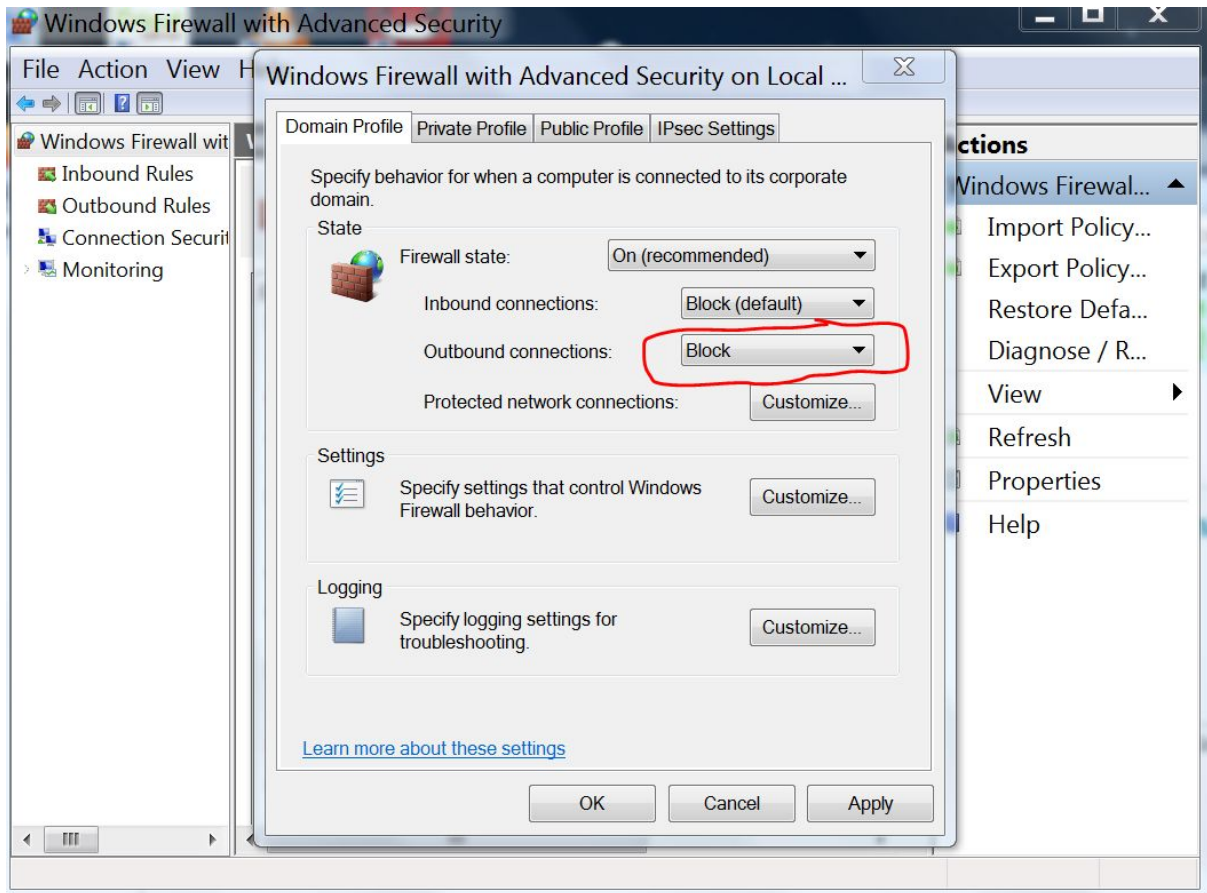 Windows Firewall with Advanced Security
File Action View H
Windows Firewall wit
Inbound Rules
Outbound Rules
Connection Securit
Monitoring
Windows Firewall with Advanced Security on Local ...
Domain Profile Private Profile Public Profile IPsec Settings
Specify behavior for when a computer is connected to its corporate
domain.
State
Firewall state: On (recommended)
Inbound connections: Block (default)
Outbound connections: Block
Protected network connections: Customize...
Settings
Specify settings that control Windows
Firewall behavior.
Customize...
Logging
Specify logging settings for
troubleshooting.
Customize...
Learn more about these settings
OK Cancel Apply
ctions
Windows Firewal...
Import Policy...
Export Policy...
Restore Defa...
Diagnose / R...
View
Refresh
Properties
Help